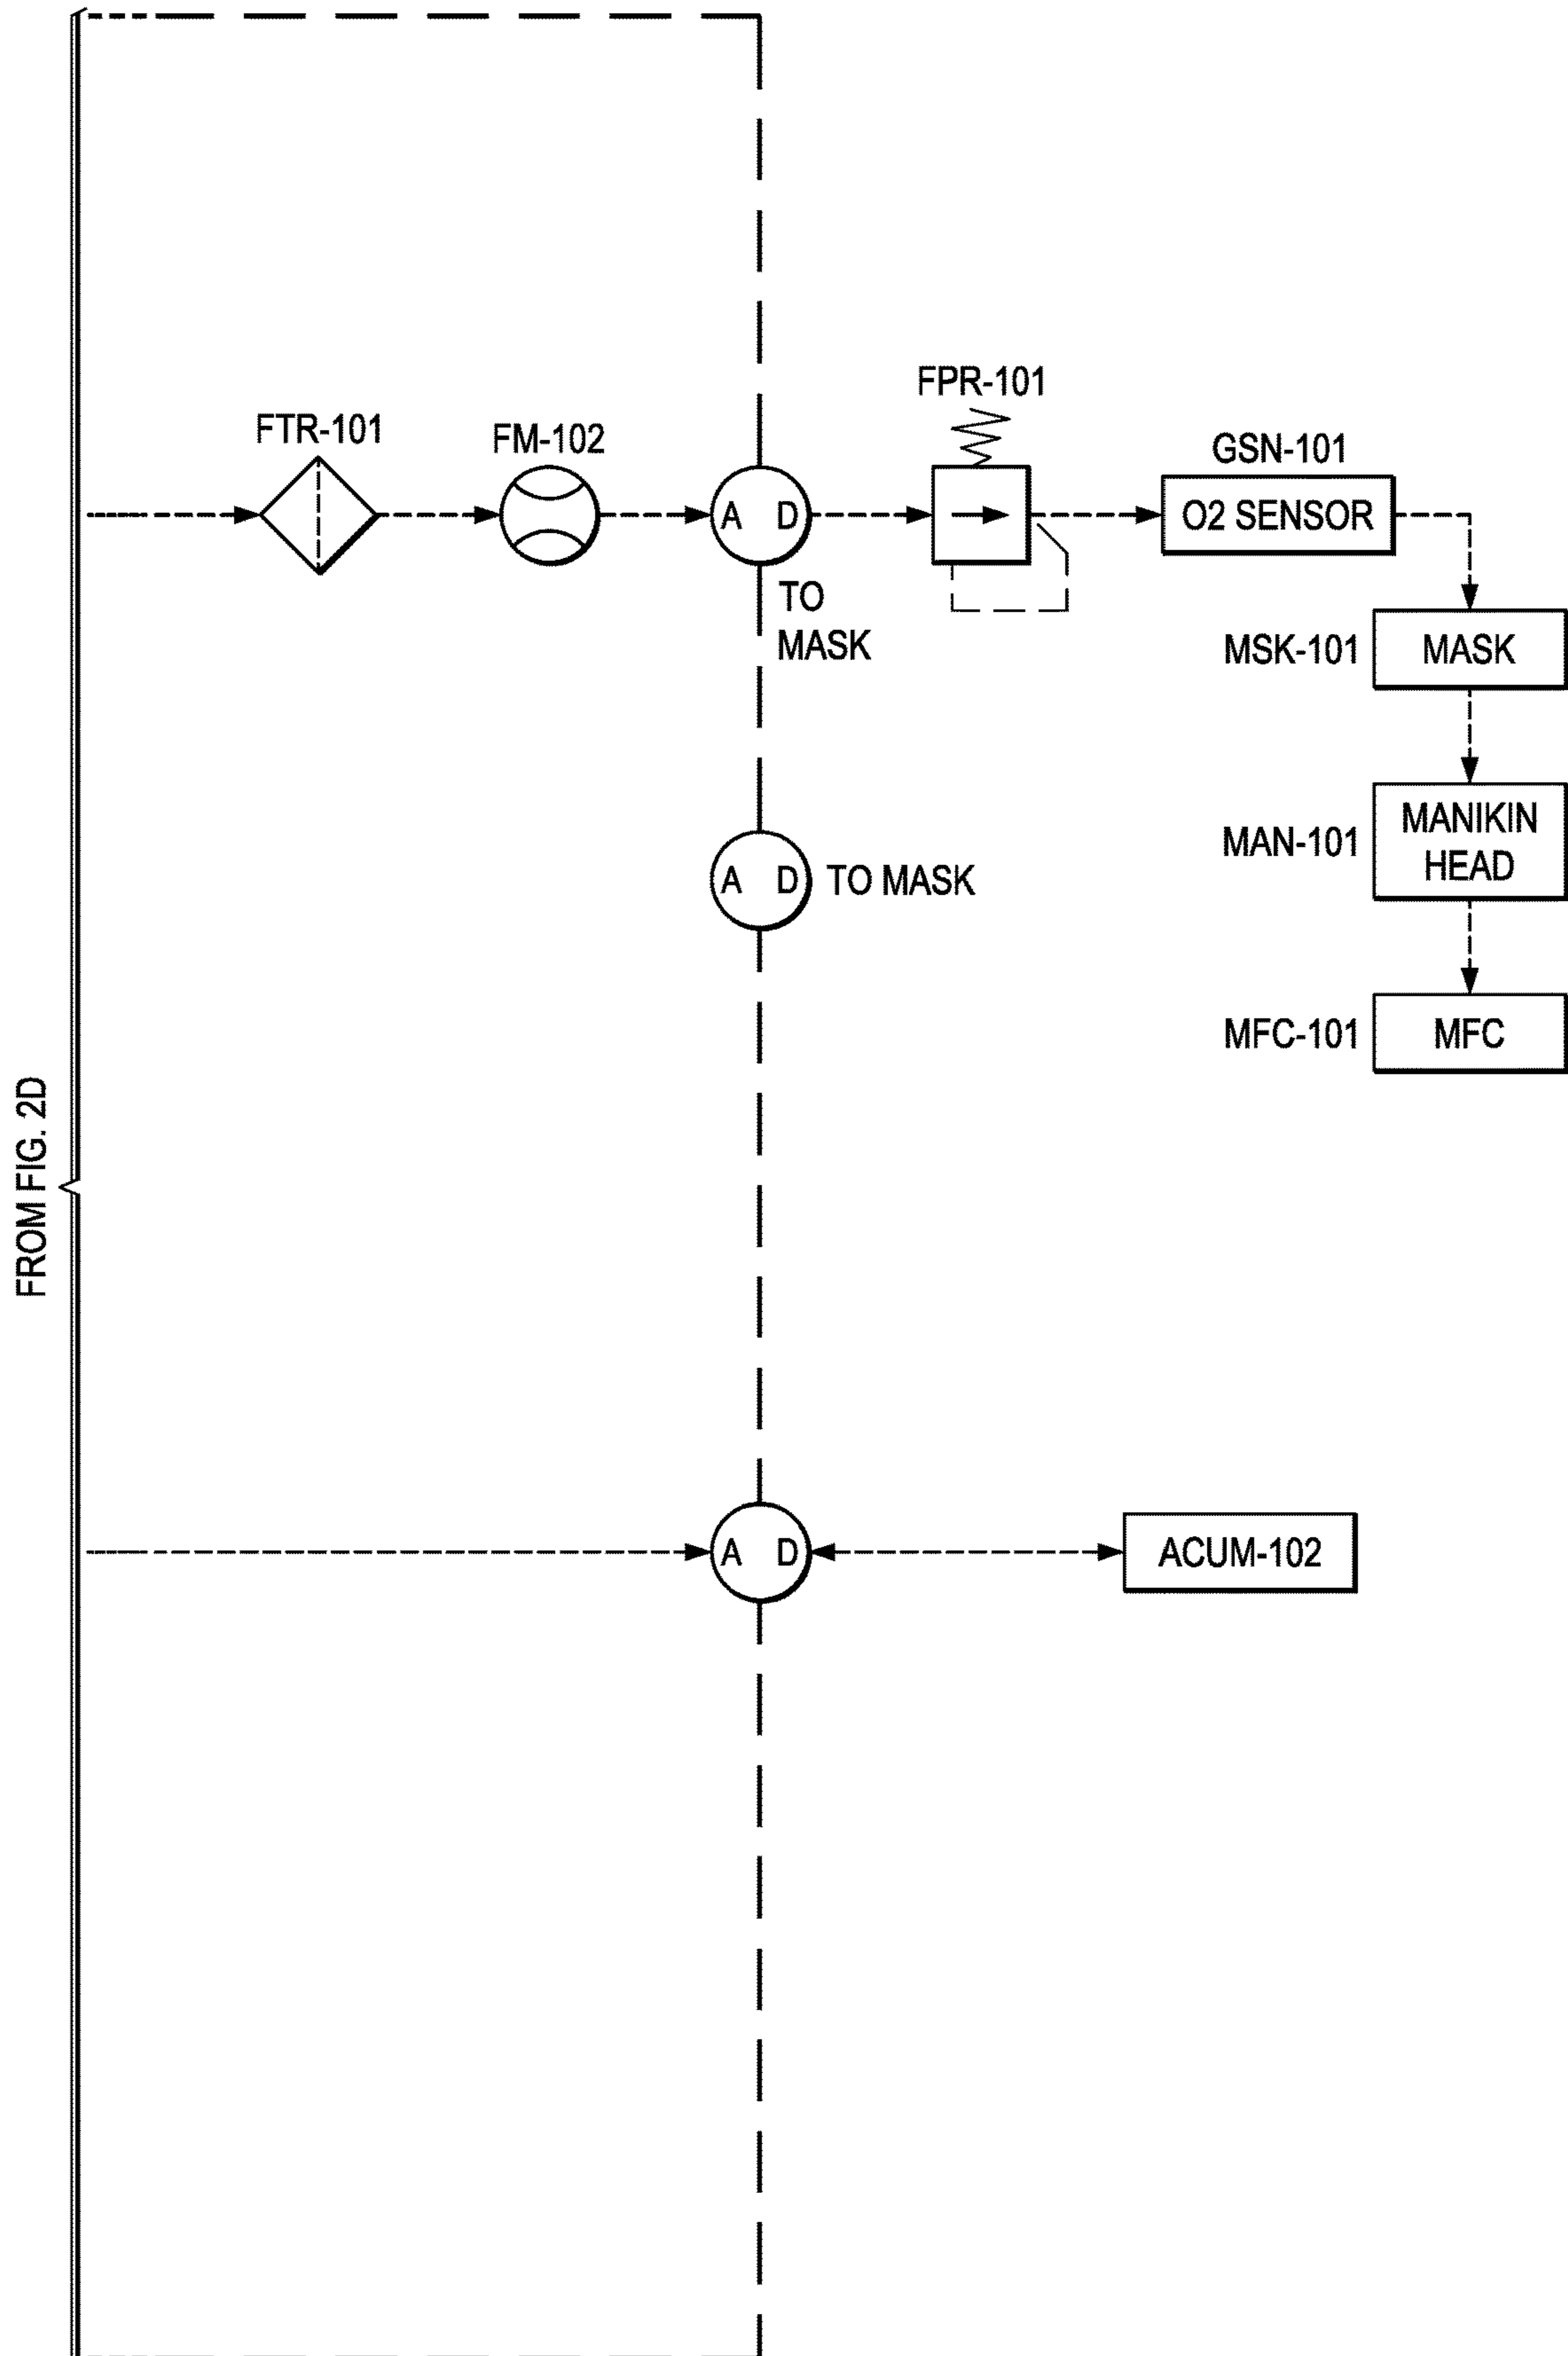 FPR-101
FTR-101
FM-102
GSN-101
A D
O2 SENSOR
TO
MASK
MSK-101
MASK
MAN-101
MANIKIN
HEAD
A D
TO MASK
MFC-101
MFC
FROM FIG. 2D
A D
ACUM-102